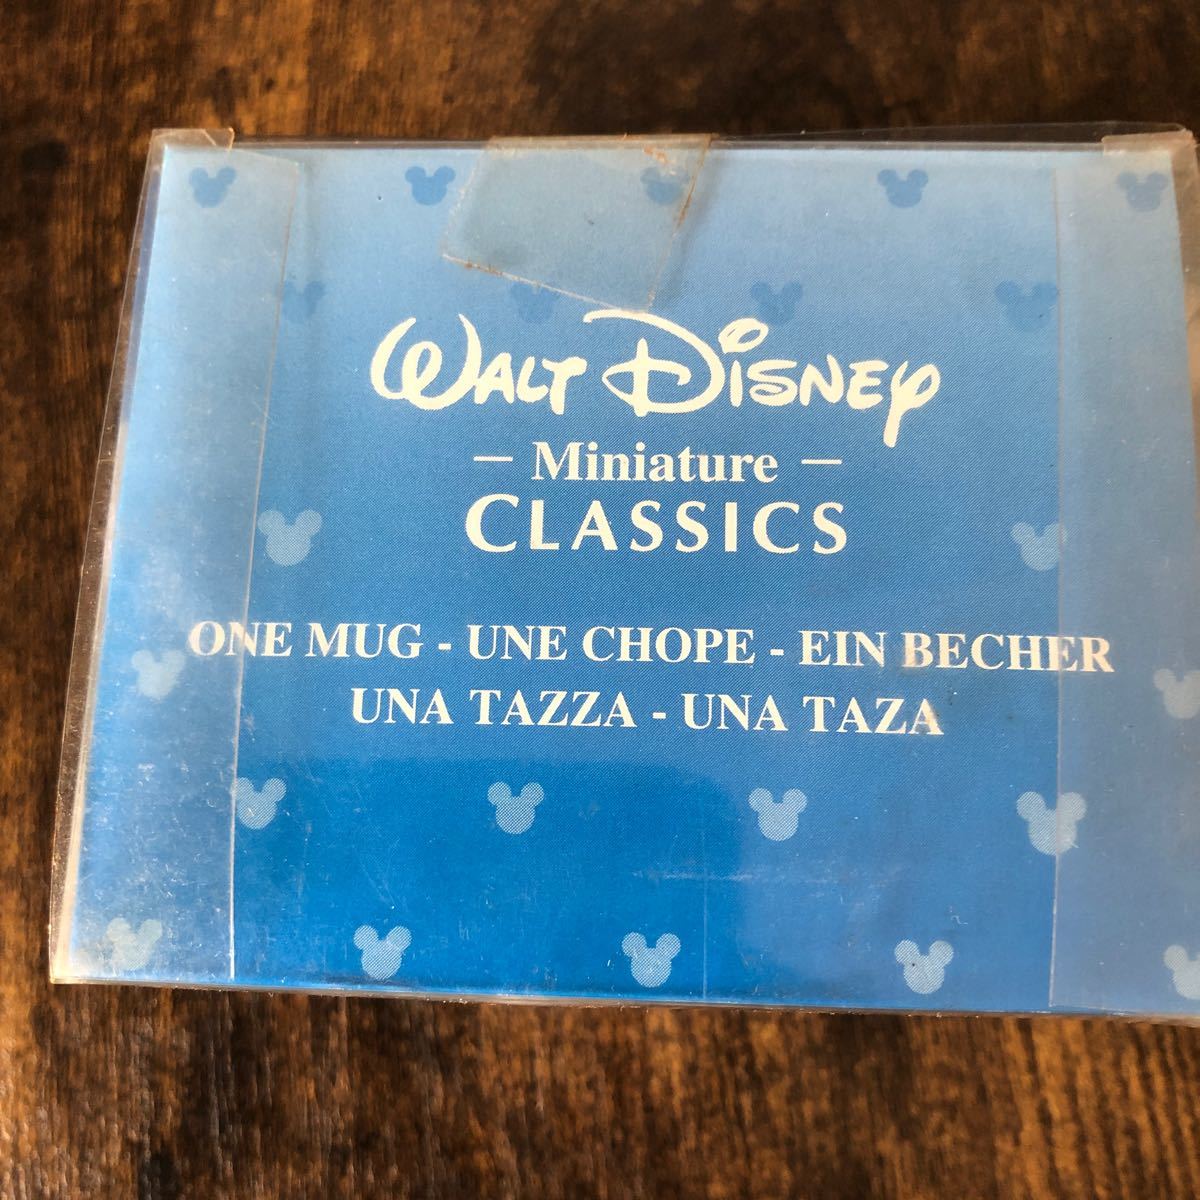 WALT DISNEY
— Miniature —
CLASSICS
ONE MUG - UNE CHOPE - EIN BECHER
UNA TAZZA - UNA TAZA